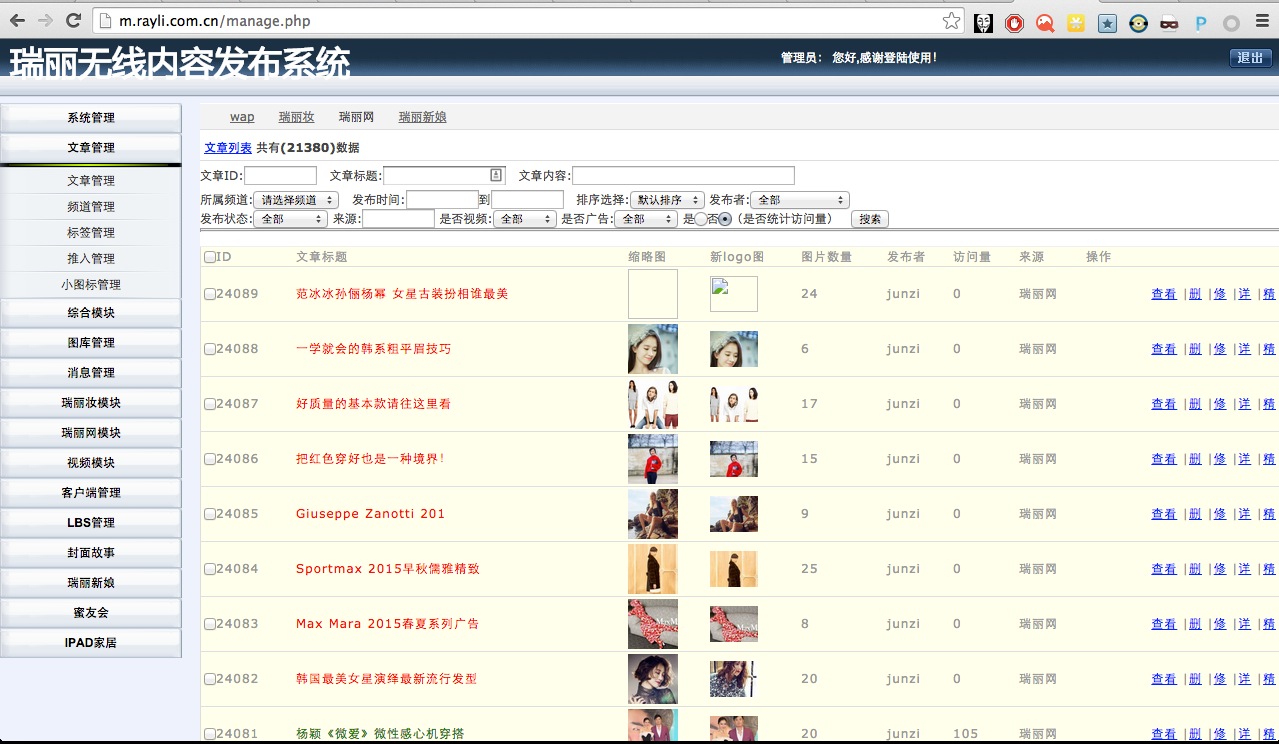 m.rayli.com.cn/manage.php
瑞丽无线内容发布系统
管理员： 您好,感谢登陆使用！
退出
系统管理
文章管理
文章管理
频道管理
标签管理
推人管理
小图标管理
综合模块
图库管理
消息管理
瑞丽妆模块
瑞丽网模块
视频模块
客户端管理
LBS管理
封面故事
瑞丽新娘
蜜友会
IPAD家居
wap 瑞丽妆 瑞丽网 瑞丽新娘
文章列表 共有(21380)数据
文章ID: 文章标题: 文章内容:
所属频道: 请选择频道 发布时间: 到 排序选择: 默认排序 发布者: 全部
发布状态: 全部 来源: 是否视频: 全部 是否广告: 全部 是 否 (是否统计访问量) 搜索
ID 文章标题 缩略图 新logo图 图片数量 发布者 访问量 来源 操作
24089 范冰冰孙俪杨幂 女星古装扮相谁最美 24 junzi 0 瑞丽网 查看 |删 |修 |详 |精
24088 一学就会的韩系粗平眉技巧 6 junzi 0 瑞丽网 查看 |删 |修 |详 |精
24087 好质量的基本款请往这里看 17 junzi 0 瑞丽网 查看 |删 |修 |详 |精
24086 把红色穿好也是一种境界! 15 junzi 0 瑞丽网 查看 |删 |修 |详 |精
24085 Giuseppe Zanotti 201 9 junzi 0 瑞丽网 查看 |删 |修 |详 |精
24084 Sportmax 2015早秋儒雅精致 25 junzi 0 瑞丽网 查看 |删 |修 |详 |精
24083 Max Mara 2015春夏系列广告 8 junzi 0 瑞丽网 查看 |删 |修 |详 |精
24082 韩国最美女星演绎最新流行发型 20 junzi 0 瑞丽网 查看 |删 |修 |详 |精
24081 杨颖《微爱》微性感心机穿搭 20 junzi 105 瑞丽网 查看 |删 |修 |详 |精